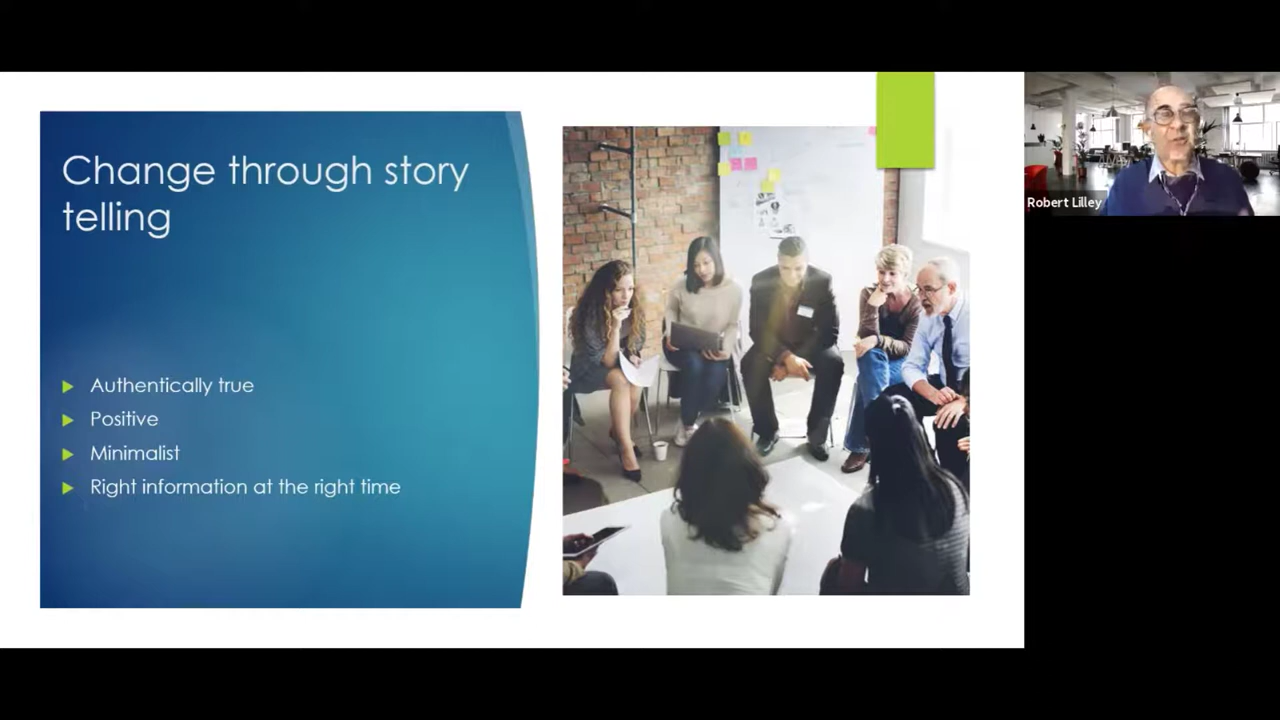 Change through story
telling
Authentically true
Positive
Minimalist
Right information at the right time
Robert Lilley